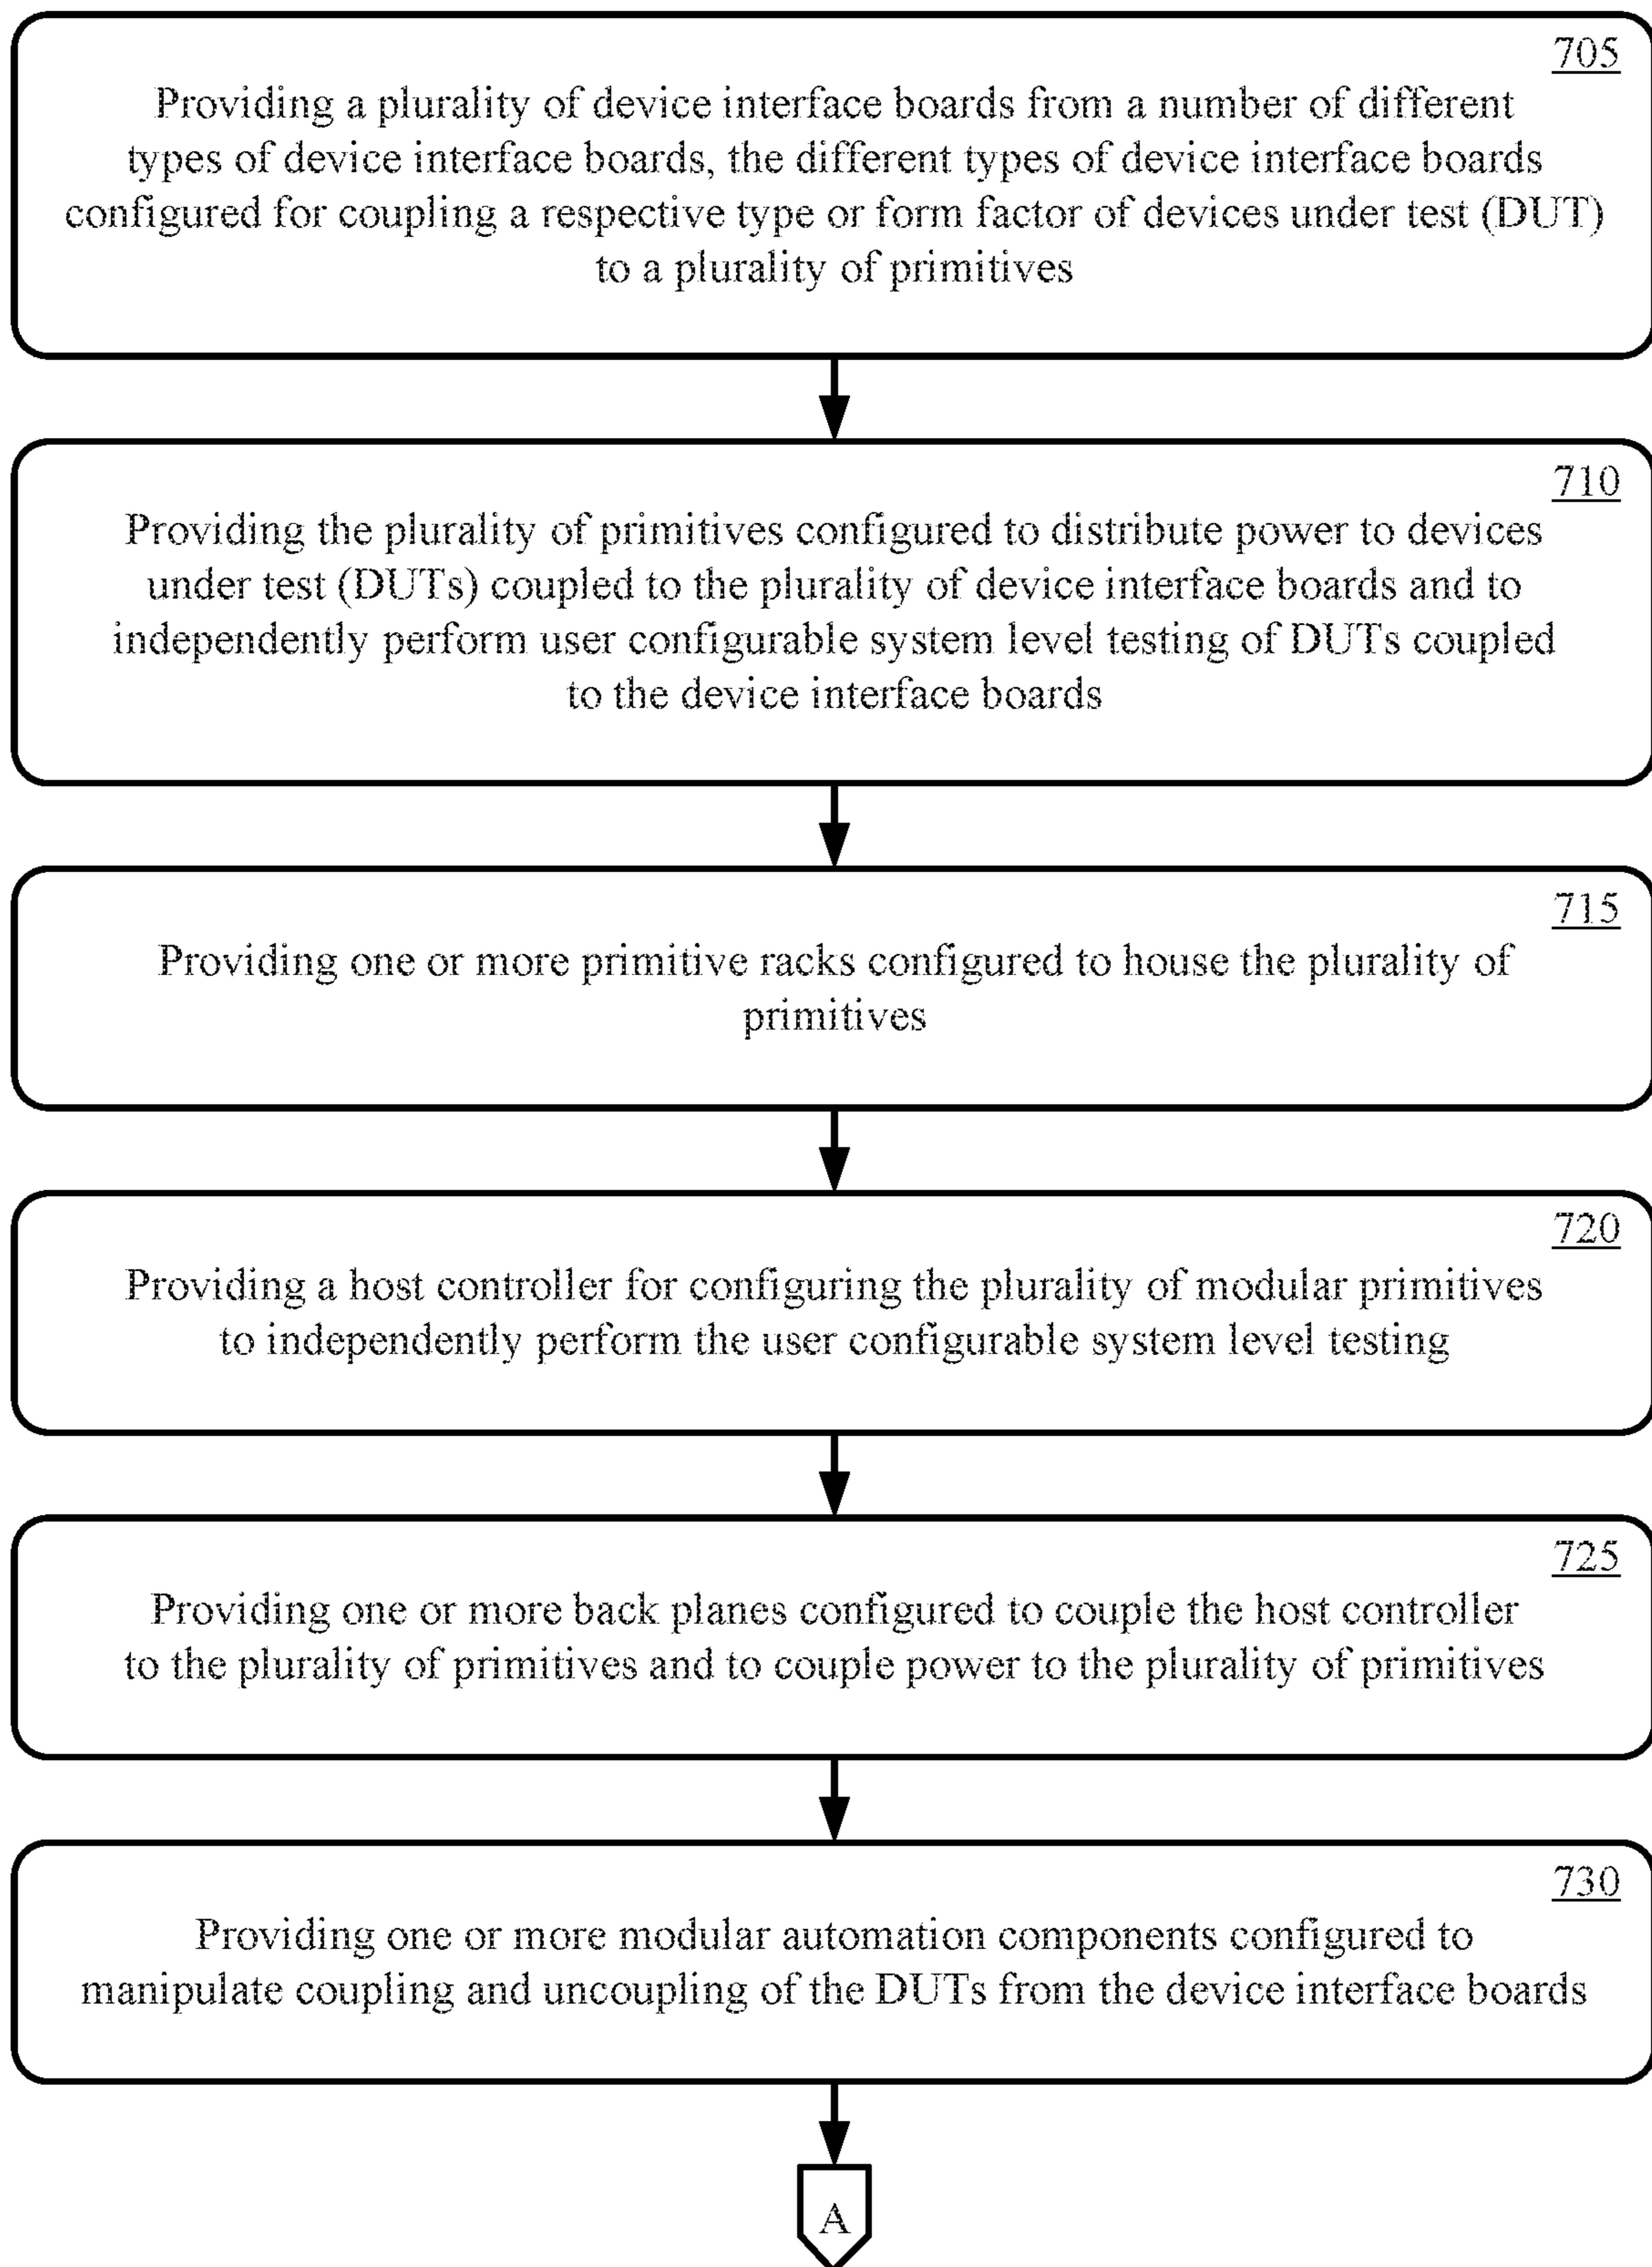 705
Providing a plurality of device interface boards from a number of different
types of device interface boards, the different types of device interface boards
configured for coupling a respective type or form factor of devices under test (DUT)
to a plurality of primitives
710
Providing the plurality of primitives configured to distribute power to devices
under test (DUTs) coupled to the plurality of device interface boards and to
independently perform user configurable system level testing of DUTs coupled
to the device interface boards
715
Providing one or more primitive racks configured to house the plurality of
primitives
720
Providing a host controller for configuring the plurality of modular primitives
to independently perform the user configurable system level testing
725
Providing one or more back planes configured to couple the host controller
to the plurality of primitives and to couple power to the plurality of primitives
730
Providing one or more modular automation components configured to
manipulate coupling and uncoupling of the DUTs from the device interface boards
A